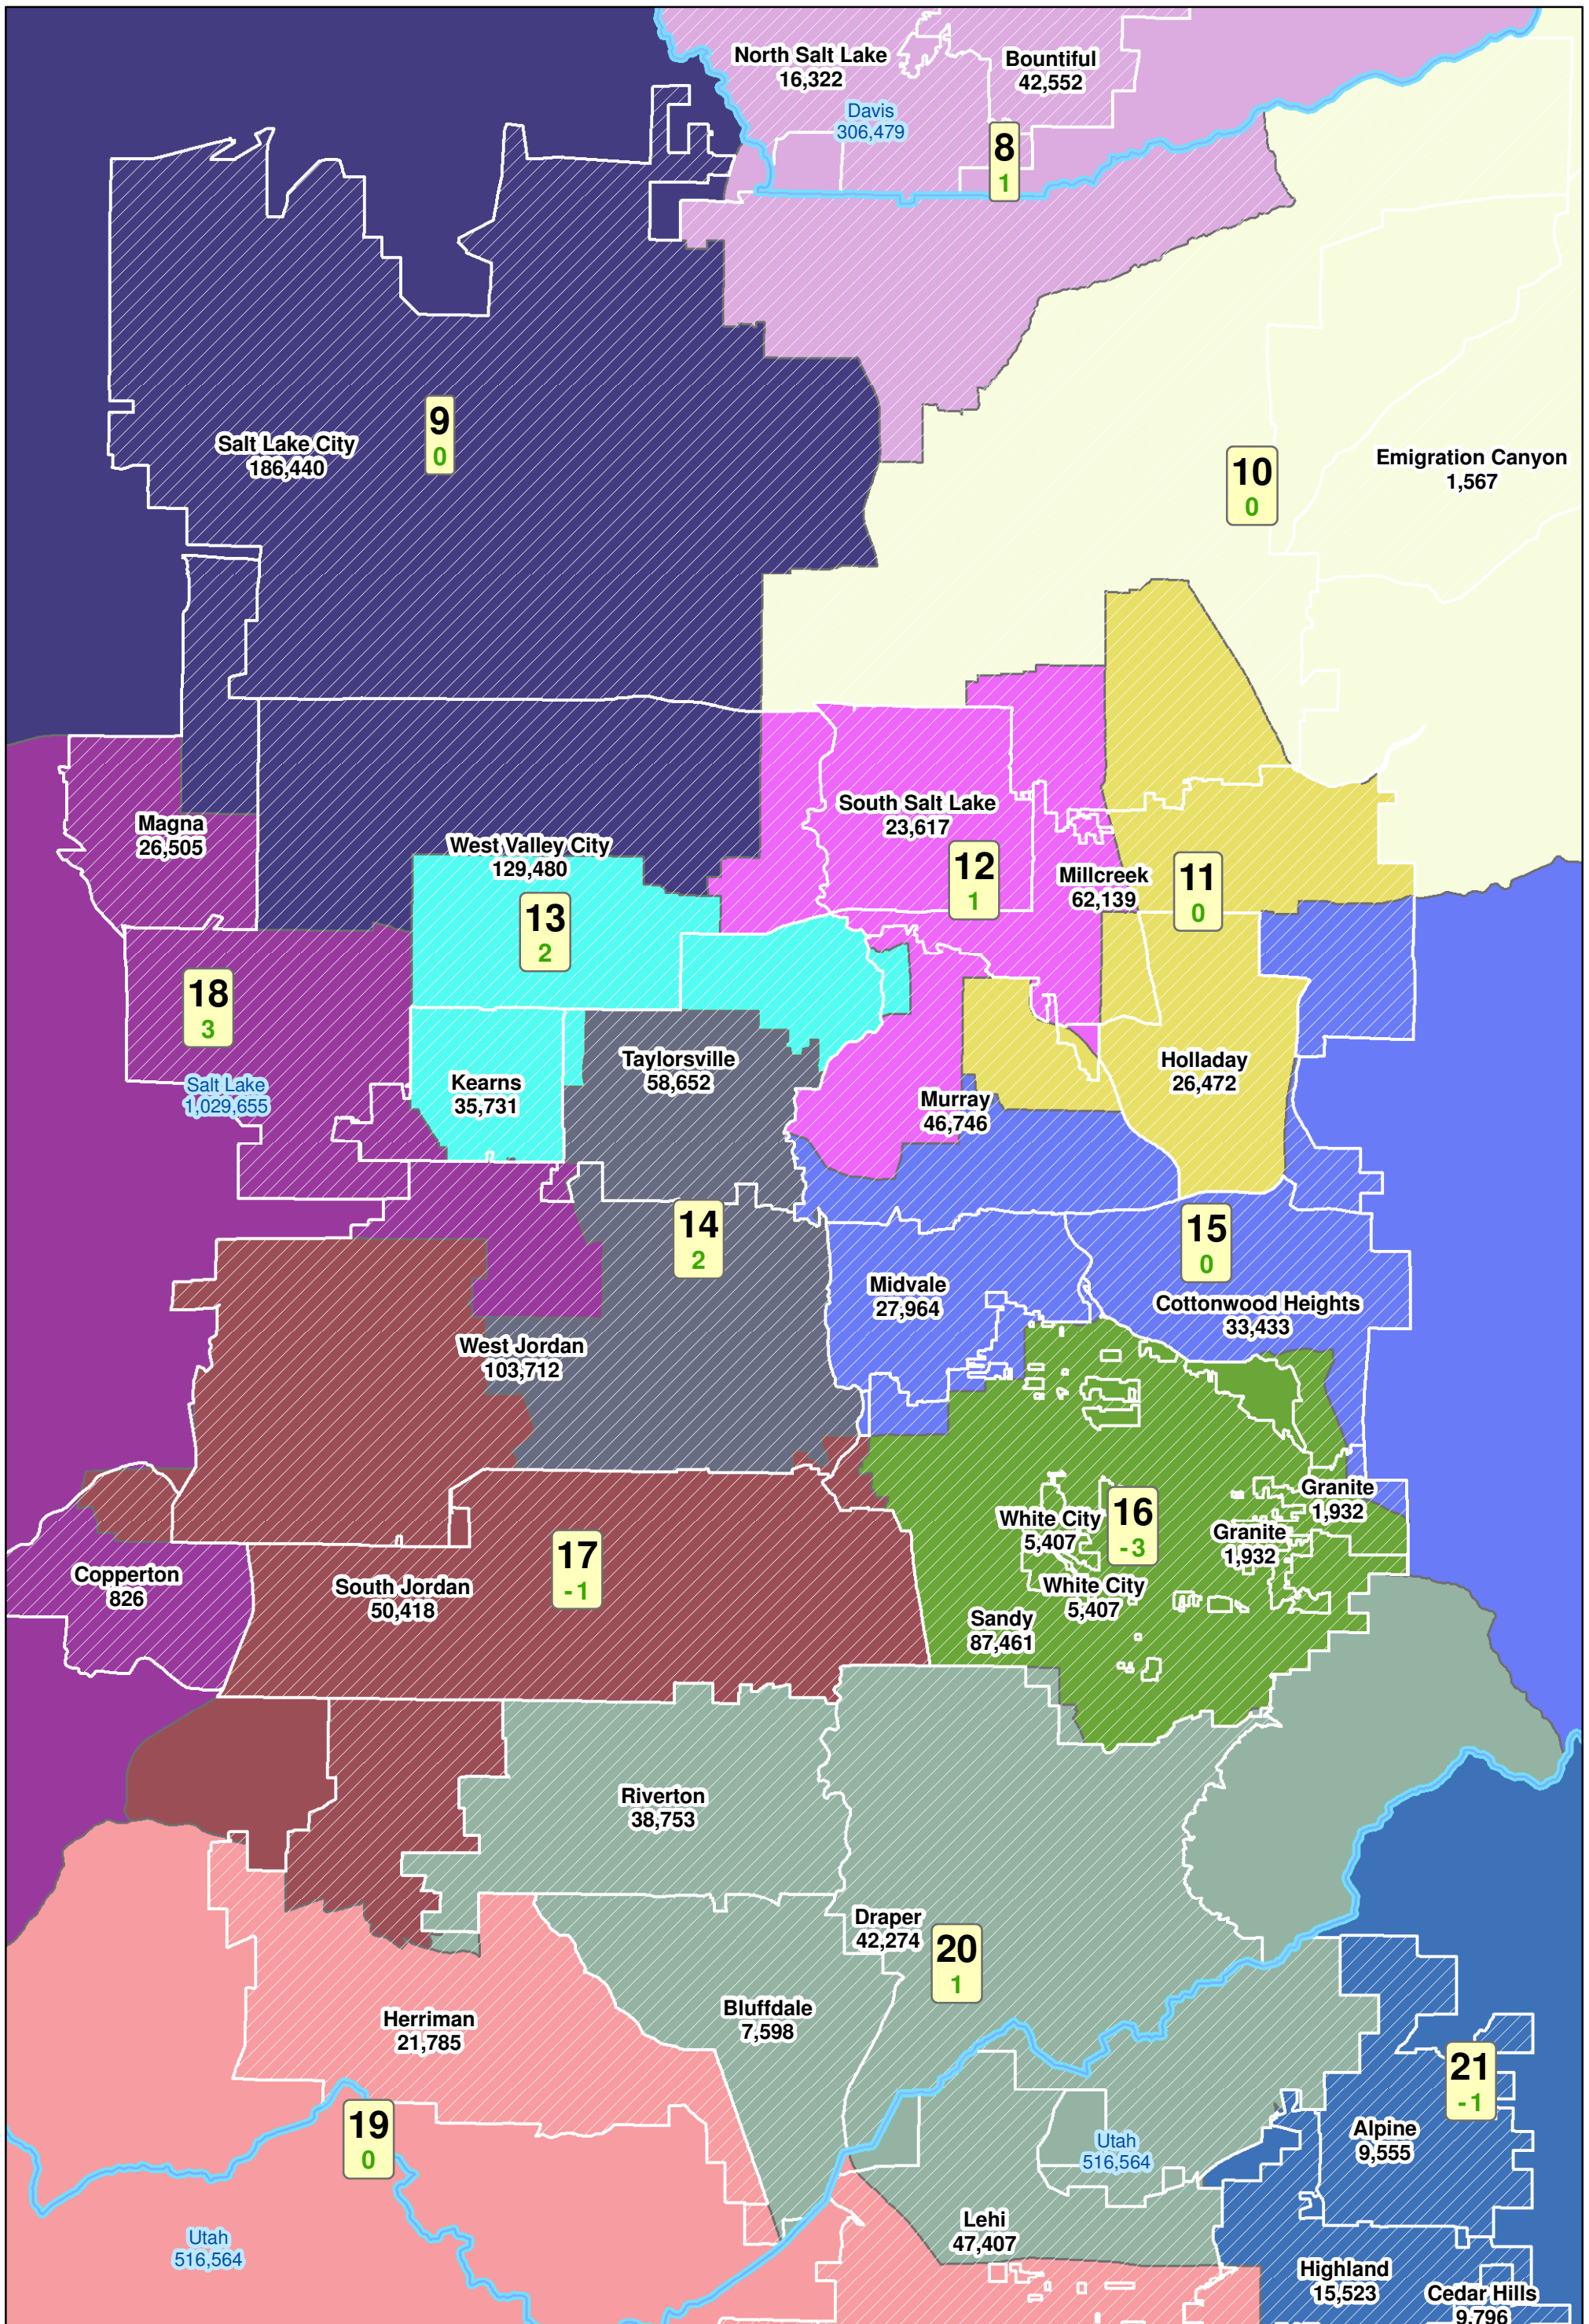 North Salt Lake
16,322
Bountiful
42,552
Davis
306,479
8
1
9
0
Salt Lake City
186,440
10
0
Emigration Canyon
1,567
Magna
26,505
West Valley City
129,480
South Salt Lake
23,617
12
1
Millcreek
62,139
11
0
13
2
18
3
Salt Lake
1,029,655
Kearns
35,731
Taylorsville
58,652
Murray
46,746
Holladay
26,472
14
2
15
0
Midvale
27,964
Cottonwood Heights
33,433
West Jordan
103,712
Granite
1,932
White City
5,407
16
-3
Granite
1,932
White City
5,407
Sandy
87,461
Copperton
826
South Jordan
50,418
17
-1
Riverton
38,753
Draper
42,274
20
1
Bluffdale
7,598
Herriman
21,785
19
0
21
-1
Alpine
9,555
Utah
516,564
Utah
516,564
Lehi
47,407
Highland
15,523
Cedar Hills
9,796